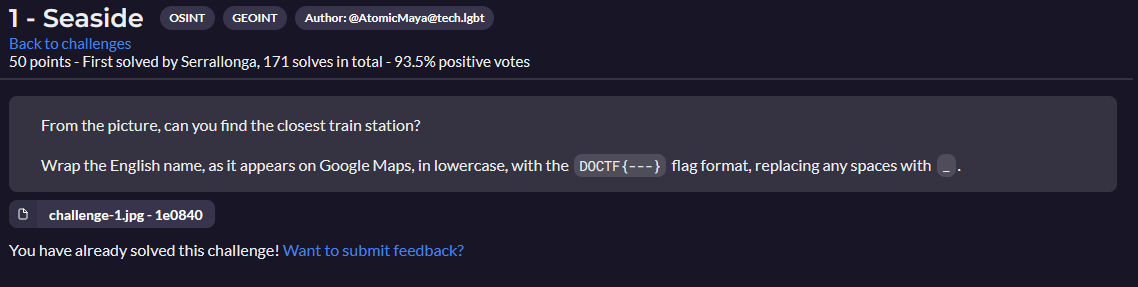 1 - Seaside OSINT GEOINT Author: @AtomicMaya@tech.lgbt
Back to challenges
50 points - First solved by Serrallonga, 171 solves in total - 93.5% positive votes
From the picture, can you find the closest train station?
Wrap the English name, as it appears on Google Maps, in lowercase, with the DOCTF{---} flag format, replacing any spaces with _ .
challenge-1.jpg - 1e0840
You have already solved this challenge! Want to submit feedback?